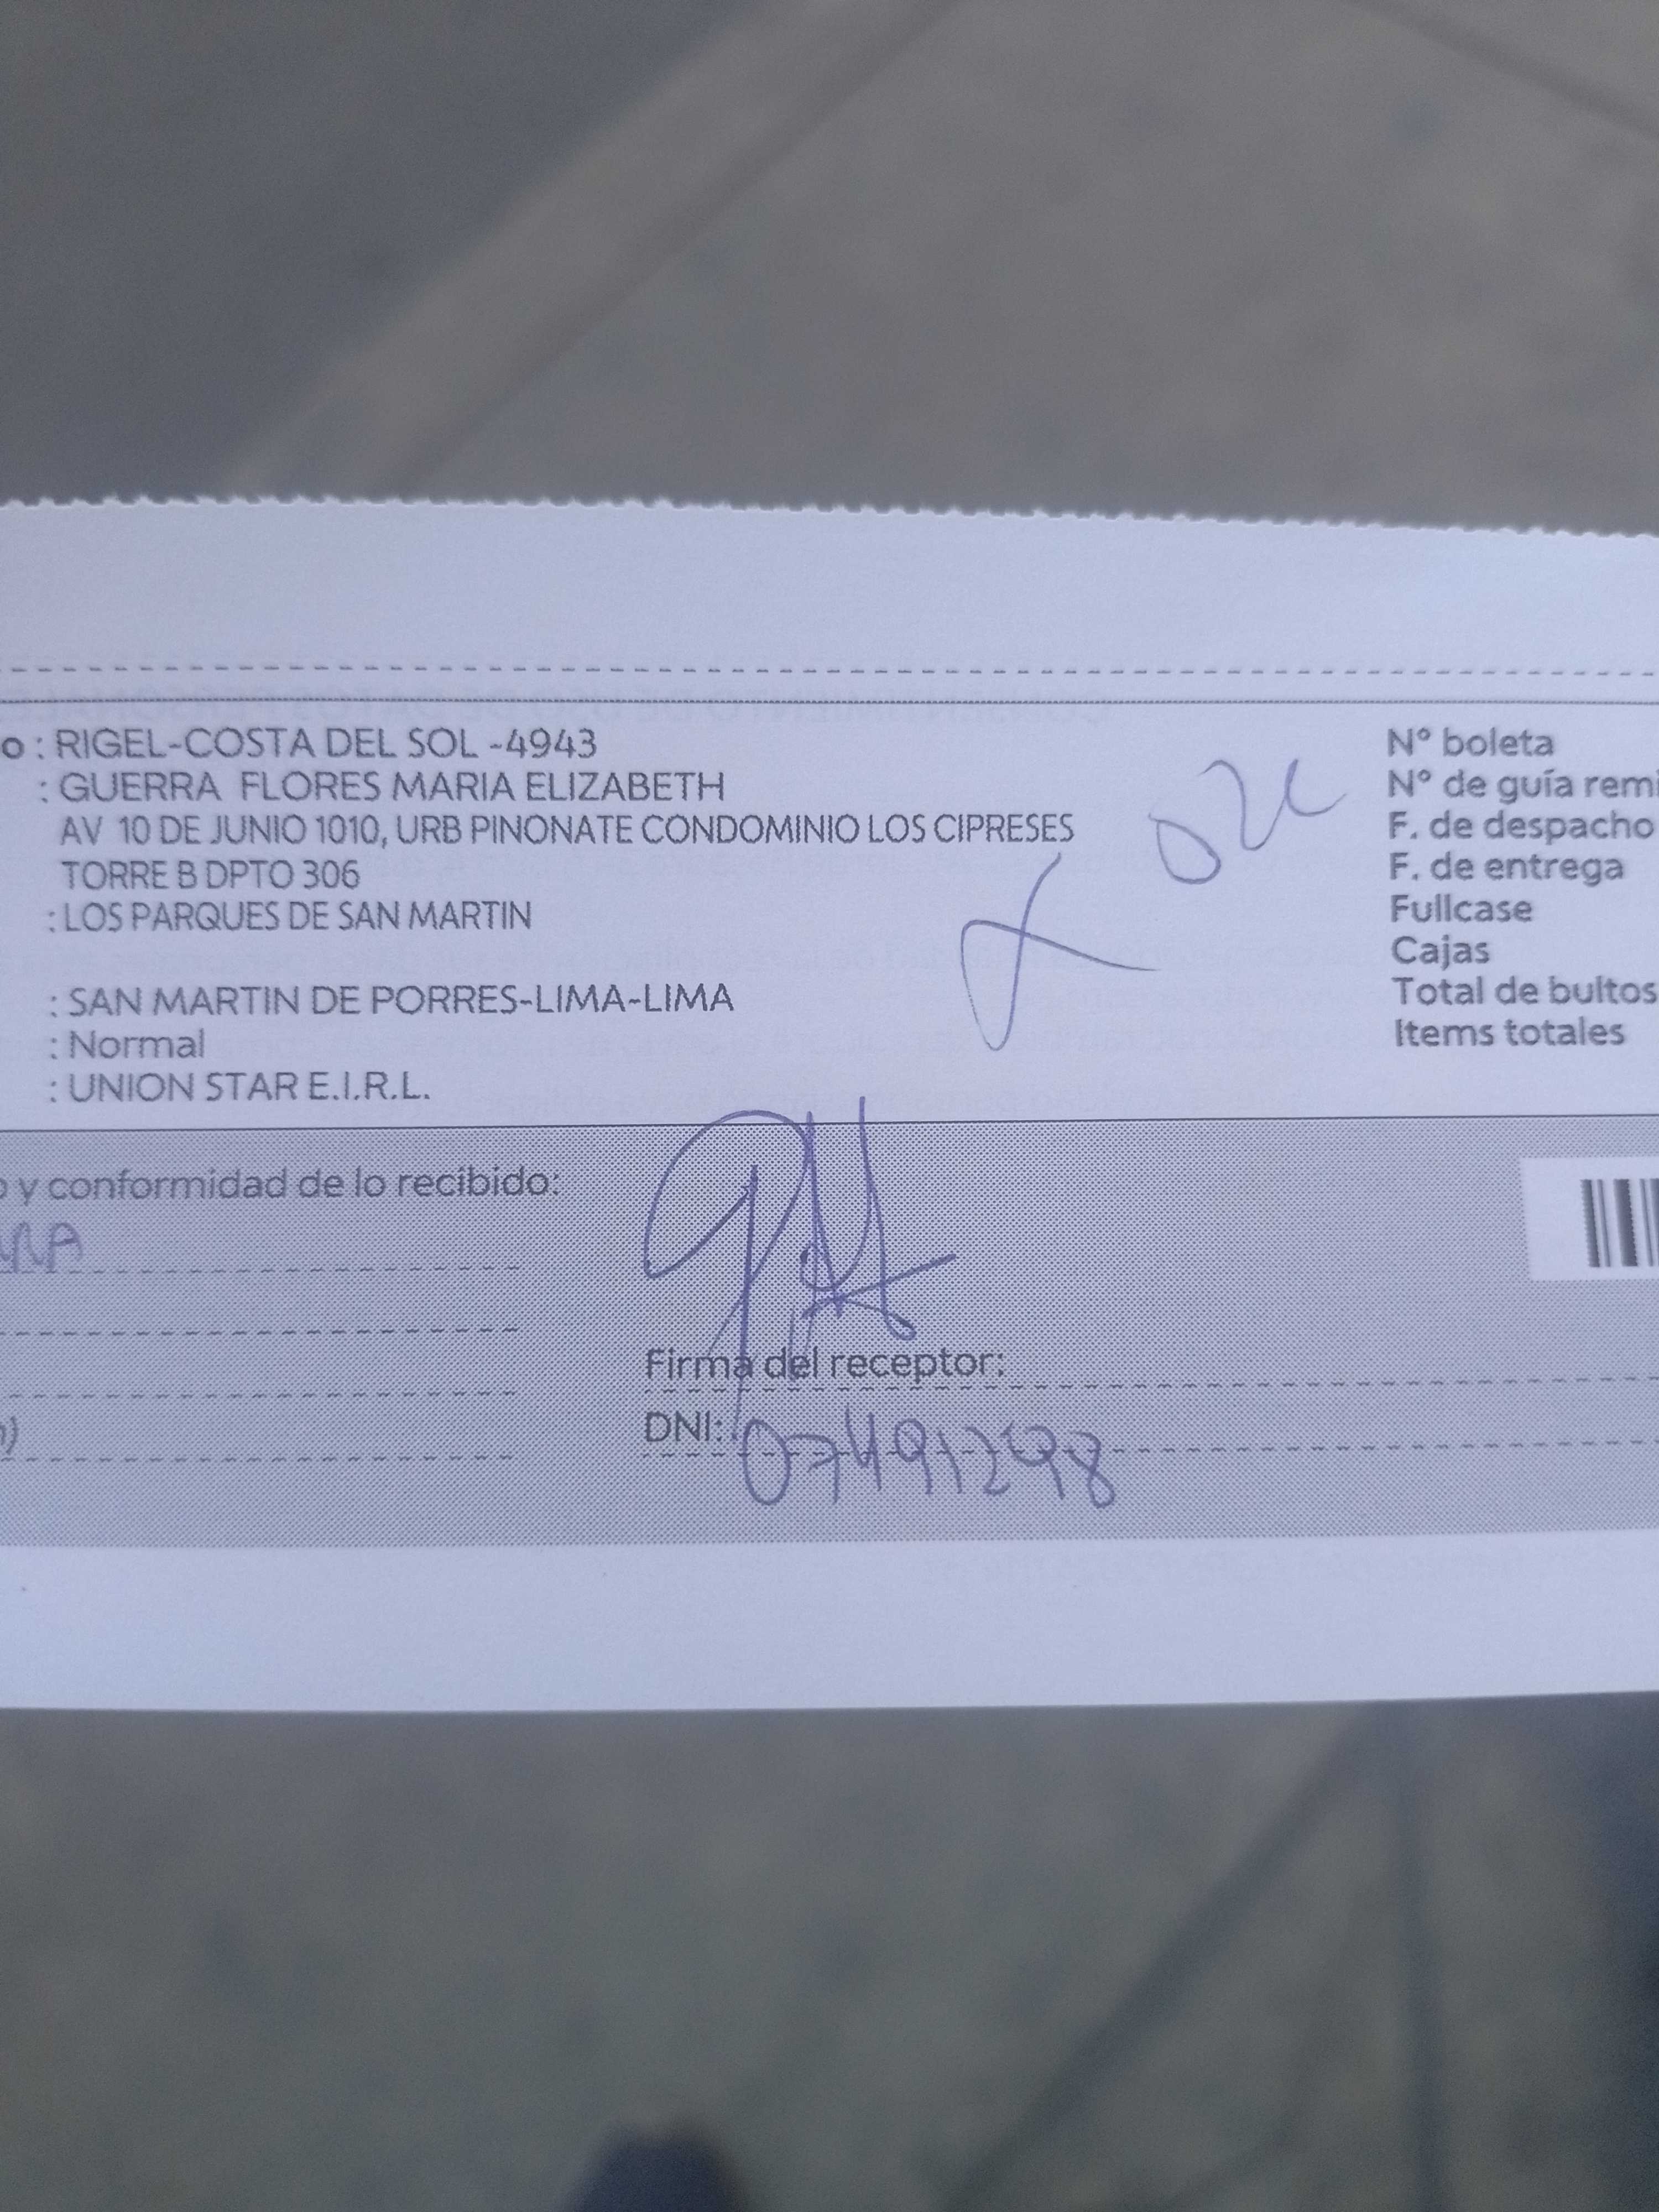 o : RIGEL-COSTA DEL SOL -4943
N° boleta
: GUERRA FLORES MARIA ELIZABETH
N° de guía remi
AV 10 DE JUNIO 1010, URB PINONATE CONDOMINIO LOS CIPRESES
F. de despacho
TORRE B DPTO 306
F. de entrega
: LOS PARQUES DE SAN MARTIN
Fullcase
Cajas
: SAN MARTIN DE PORRES-LIMA-LIMA
Total de bultos
: Normal
Items totales
: UNION STAR E.I.R.L.
o y conformidad de lo recibido:
Firma del receptor:
DNI: 07491298